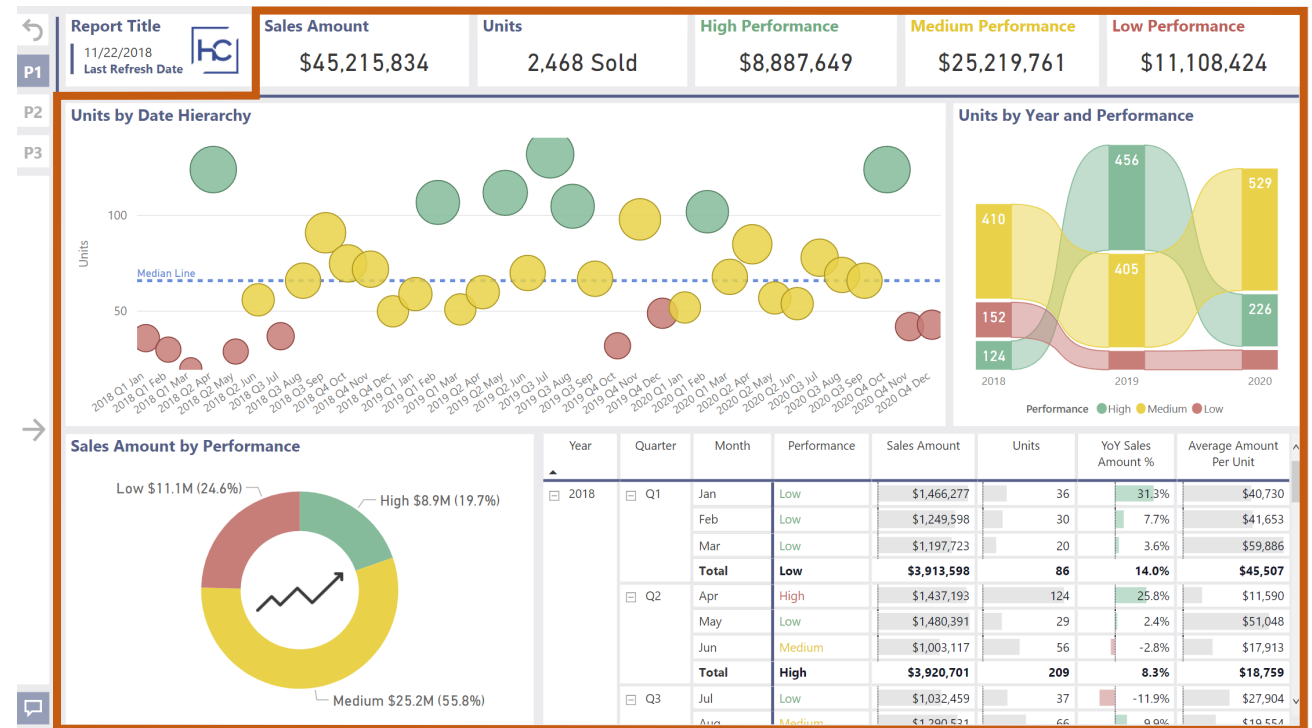 Report Title
11/22/2018
Last Refresh Date
hC
Sales Amount
$45,215,834
Units
2,468 Sold
High Performance
$8,887,649
Medium Performance
$25,219,761
Low Performance
$11,108,424
P1
P2
P3
Units by Date Hierarchy
Units
100
50
Median Line
2018 Q1 Jan
2018 Q1 Feb
2018 Q1 Mar
2018 Q2 Apr
2018 Q2 May
2018 Q2 Jun
2018 Q3 Jul
2018 Q3 Aug
2018 Q3 Sep
2018 Q4 Oct
2018 Q4 Nov
2018 Q4 Dec
2019 Q1 Jan
2019 Q1 Feb
2019 Q1 Mar
2019 Q2 Apr
2019 Q2 May
2019 Q2 Jun
2019 Q3 Jul
2019 Q3 Aug
2019 Q3 Sep
2019 Q4 Oct
2019 Q4 Nov
2019 Q4 Dec
2020 Q1 Jan
2020 Q1 Feb
2020 Q1 Mar
2020 Q2 Apr
2020 Q2 May
2020 Q2 Jun
2020 Q3 Jul
2020 Q3 Aug
2020 Q3 Sep
2020 Q4 Oct
2020 Q4 Nov
2020 Q4 Dec
Units by Year and Performance
456
529
410
405
152
226
124
2018 2019 2020
Performance High Medium Low
Sales Amount by Performance
Low $11.1M (24.6%)
High $8.9M (19.7%)
Medium $25.2M (55.8%)
Year Quarter Month Performance Sales Amount Units YoY Sales Amount % Average Amount Per Unit
2018 Q1 Jan Low $1,466,277 36 31.3% $40,730
Feb Low $1,249,598 30 7.7% $41,653
Mar Low $1,197,723 20 3.6% $59,886
Total Low $3,913,598 86 14.0% $45,507
Q2 Apr High $1,437,193 124 25.8% $11,590
May Low $1,480,391 29 2.4% $51,048
Jun Medium $1,003,117 56 -2.8% $17,913
Total High $3,920,701 209 8.3% $18,759
Q3 Jul Low $1,032,459 37 -11.9% $27,904
Aug Medium $1,290,531 66 9.9% $19,554